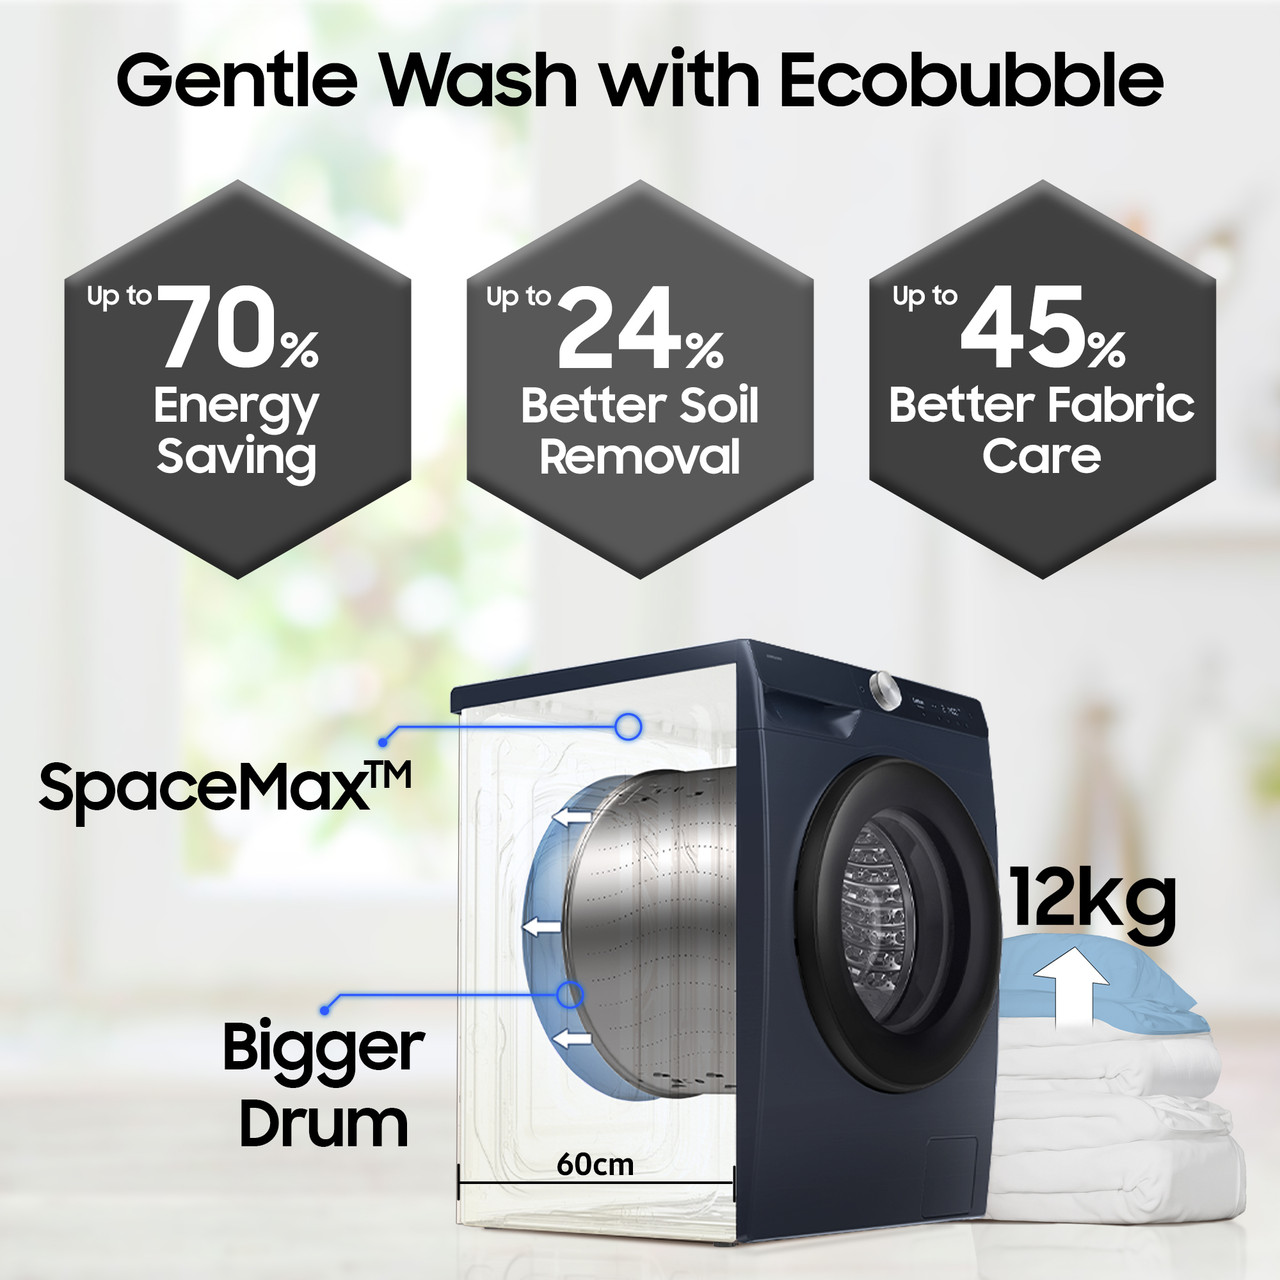 Gentle Wash with Ecobubble
Up to 70%
Energy
Saving
Up to 24%
Better Soil
Removal
Up to 45%
Better Fabric
Care
SpaceMax™
12kg
Bigger
Drum
60cm